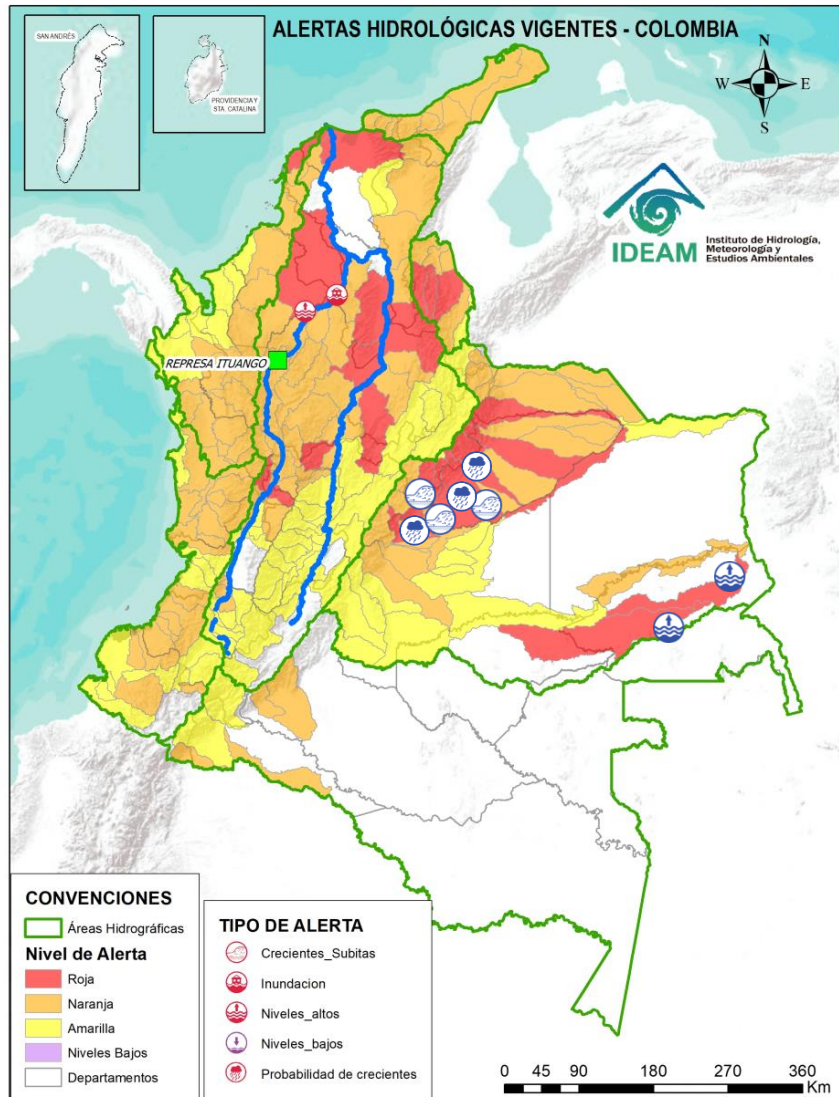 ALERTAS HIDROLÓGICAS VIGENTES - COLOMBIA
SAN ANDRÉS
PROVIDENCIA Y
STA. CATALINA
N
W
E
S
IDEAM
Instituto de Hidrología,
Meteorología y
Estudios Ambientales
REPRESA ITUANGO
CONVENCIONES
Áreas Hidrográficas
Nivel de Alerta
Roja
Naranja
Amarilla
Niveles Bajos
Departamentos
TIPO DE ALERTA
Crecientes_Subitas
Inundacion
Niveles_altos
Niveles_bajos
Probabilidad de crecientes
0 45 90 180 270 360
Km